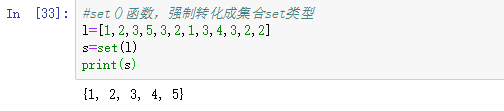 In [33]: #set()函数，强制转化成集合set类型
l=[1,2,3,5,3,2,1,3,4,3,2,2]
s=set(l)
print(s)
{1, 2, 3, 4, 5}